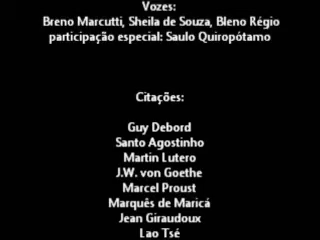 Vozes:
Breno Marcutti, Sheila de Souza, Bleno Régio
participação especial: Saulo Quiropótamo
Citações:
Guy Debord
Santo Agostinho
Martin Lutero
J.W. von Goethe
Marcel Proust
Marquês de Maricá
Jean Giraudoux
Lao Tsé